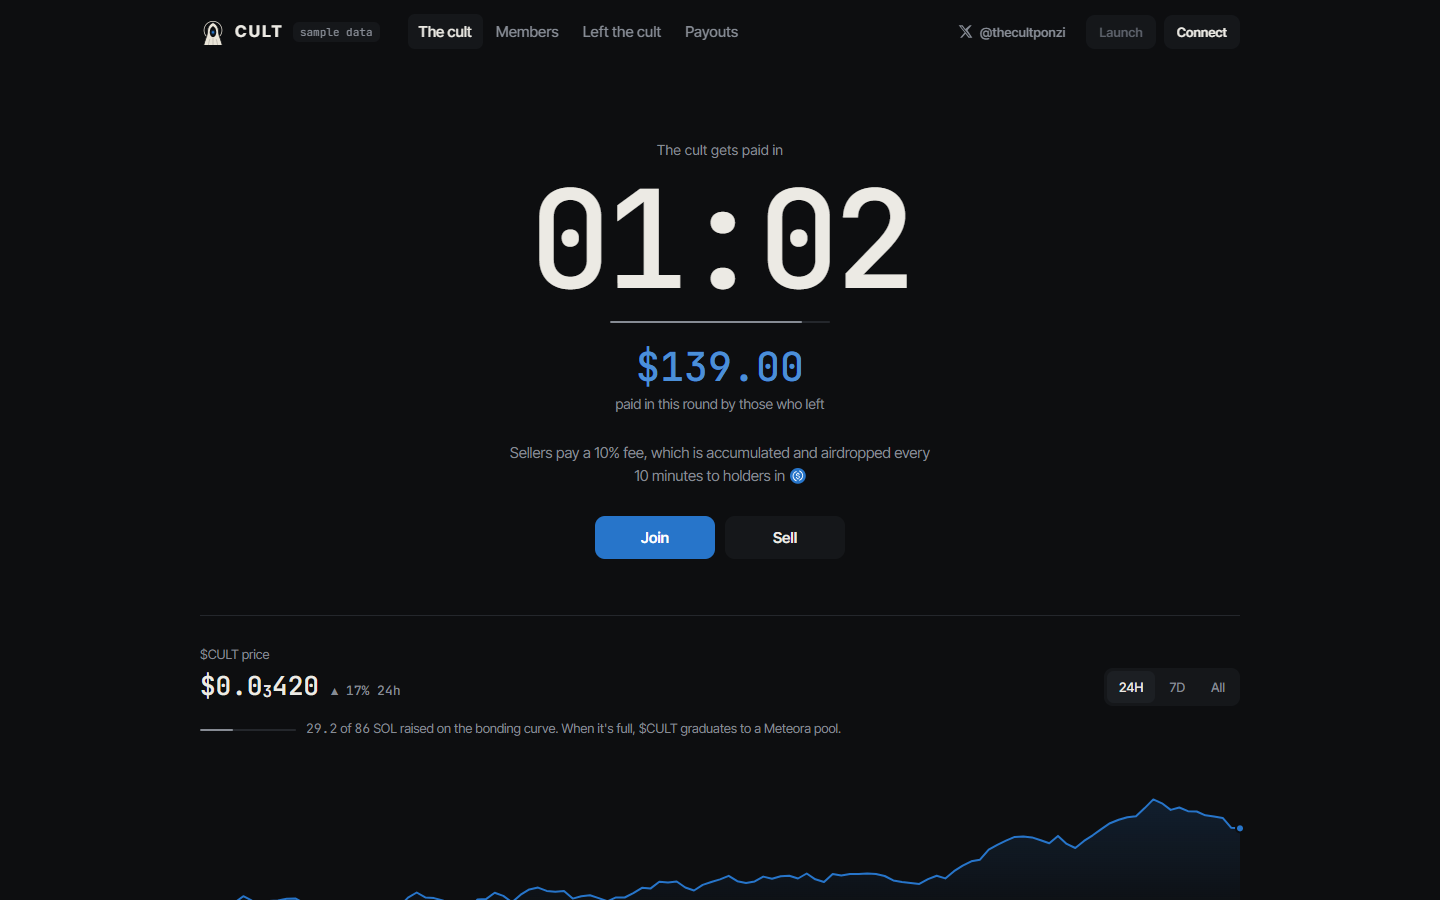 CULT sample data The cult Members Left the cult Payouts @thecultponzi Launch Connect
The cult gets paid in
01:02
$139.00
paid in this round by those who left
Sellers pay a 10% fee, which is accumulated and airdropped every
10 minutes to holders in
Join Sell
$CULT price
$0.0₃420 ▲ 17% 24h
24H 7D All
29.2 of 86 SOL raised on the bonding curve. When it's full, $CULT graduates to a Meteora pool.